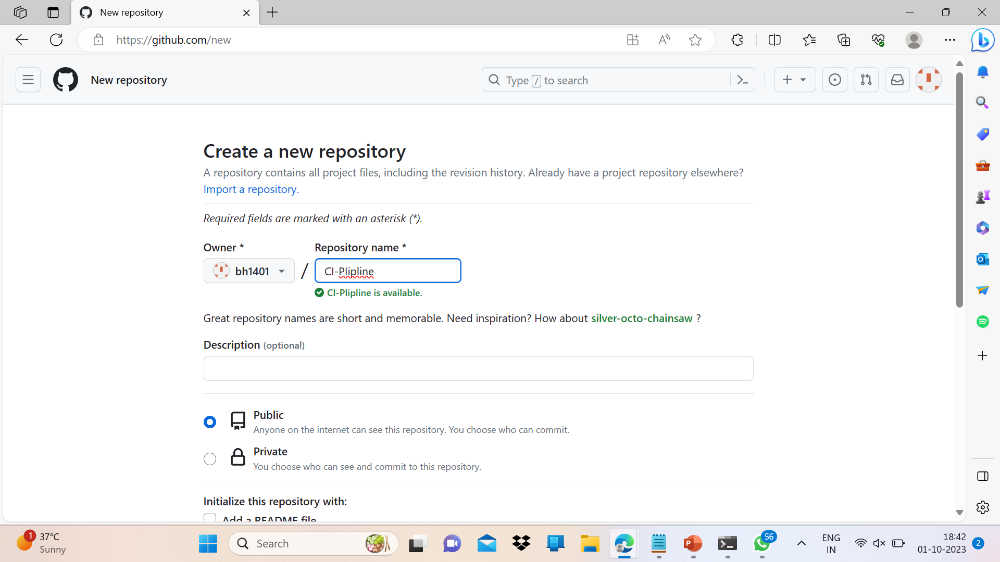 New repository
https://github.com/new
New repository
Type / to search
Create a new repository
A repository contains all project files, including the revision history. Already have a project repository elsewhere?
Import a repository.
Required fields are marked with an asterisk (*).
Owner * Repository name *
bh1401 / CI-PIipline
CI-PIipline is available.
Great repository names are short and memorable. Need inspiration? How about silver-octo-chainsaw ?
Description (optional)
Public
Anyone on the internet can see this repository. You choose who can commit.
Private
You choose who can see and commit to this repository.
Initialize this repository with:
Add a README file
1 37°C
Sunny
Search
56
ENG
IN
18:42
01-10-2023
2